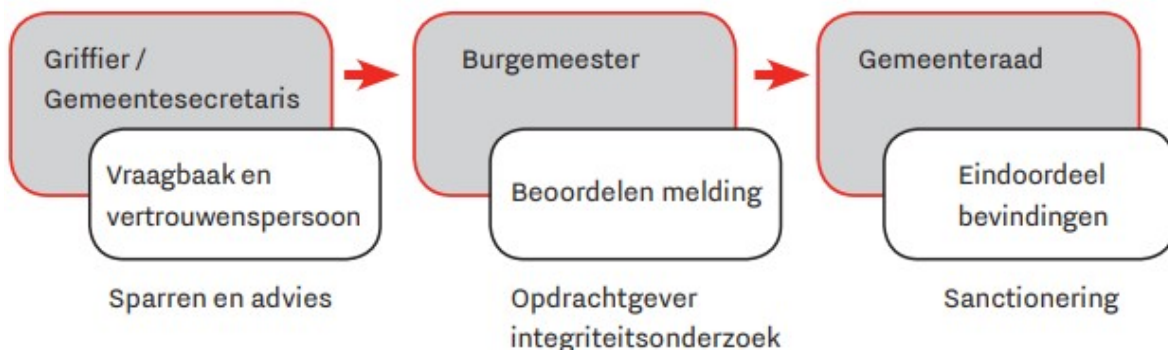 Griffier /
Gemeentesecretaris
Vraagbaak en
vertrouwenspersoon
Sparren en advies
Burgemeester
Beoordelen melding
Opdrachtgever
integriteitsonderzoek
Gemeenteraad
Eindoordeel
bevindingen
Sanctionering